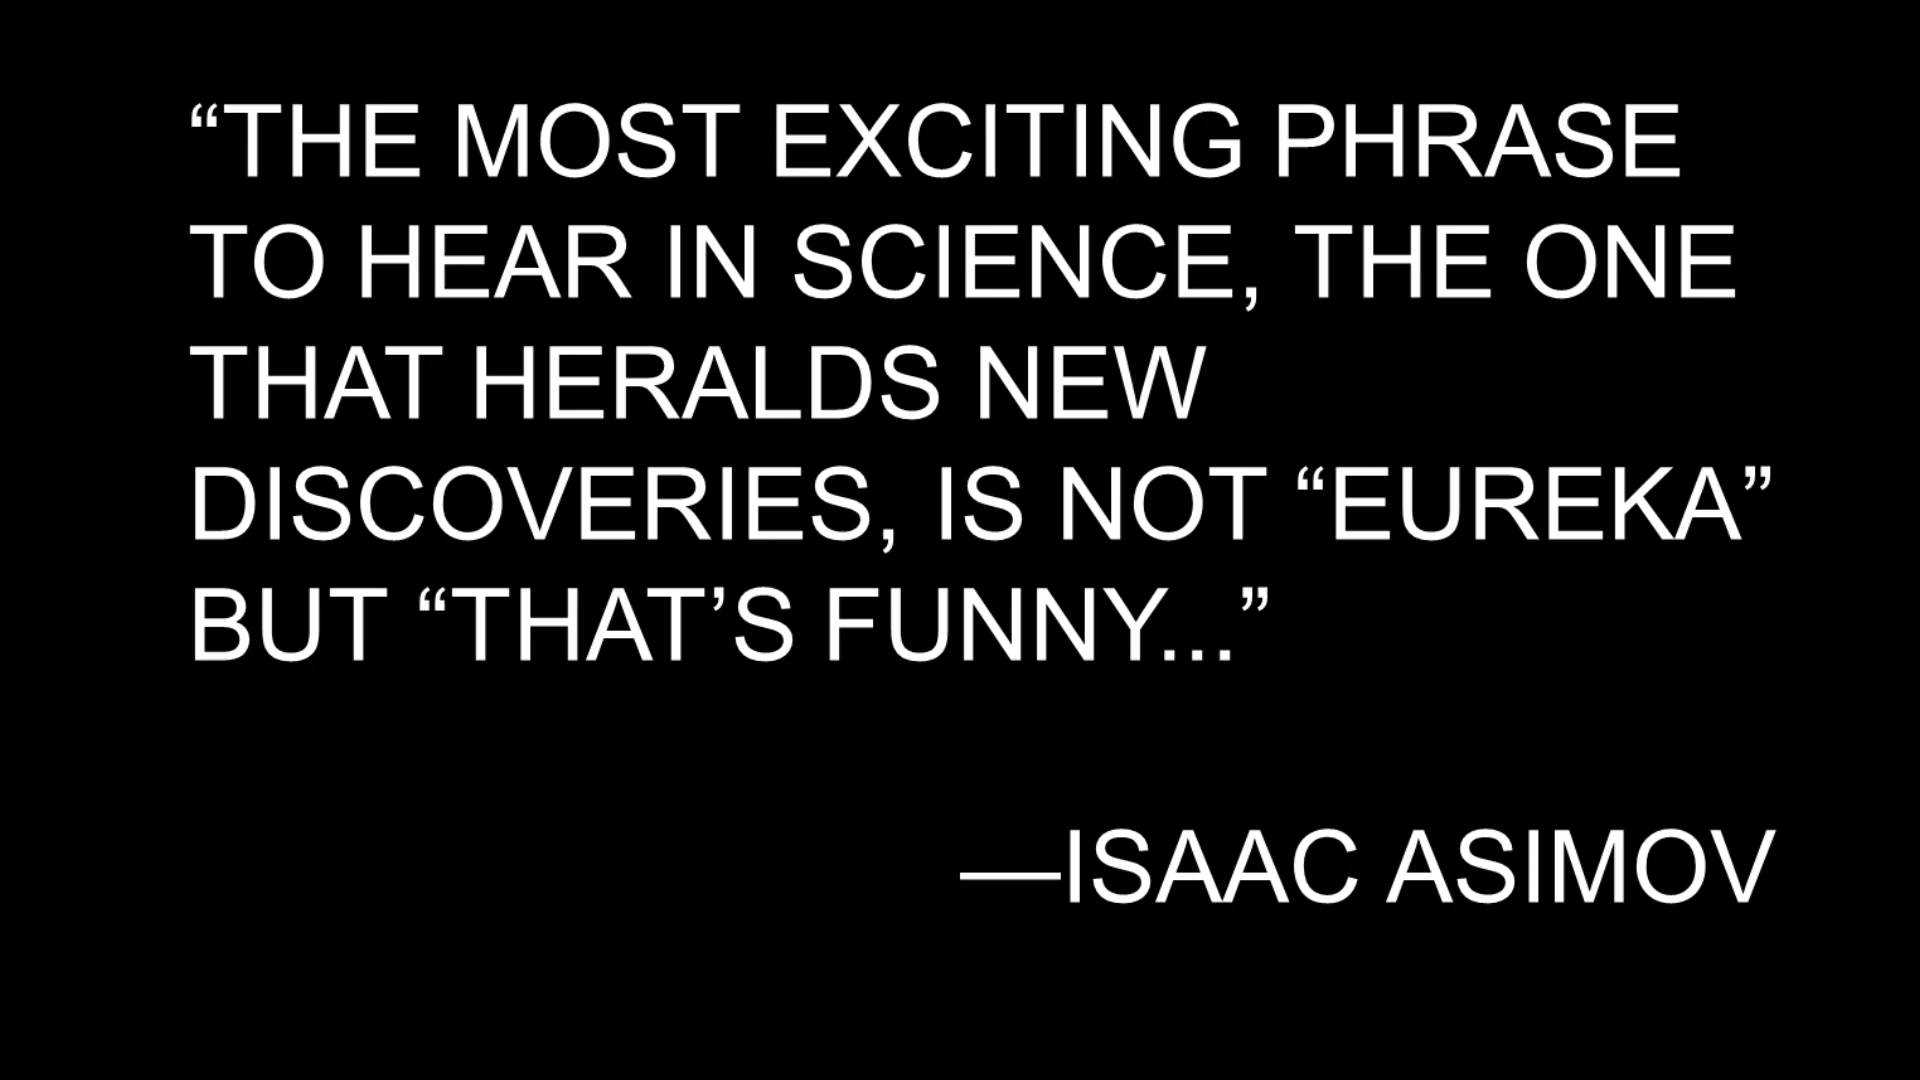 “THE MOST EXCITING PHRASE
TO HEAR IN SCIENCE, THE ONE
THAT HERALDS NEW
DISCOVERIES, IS NOT “EUREKA”
BUT “THAT’S FUNNY...”
—ISAAC ASIMOV